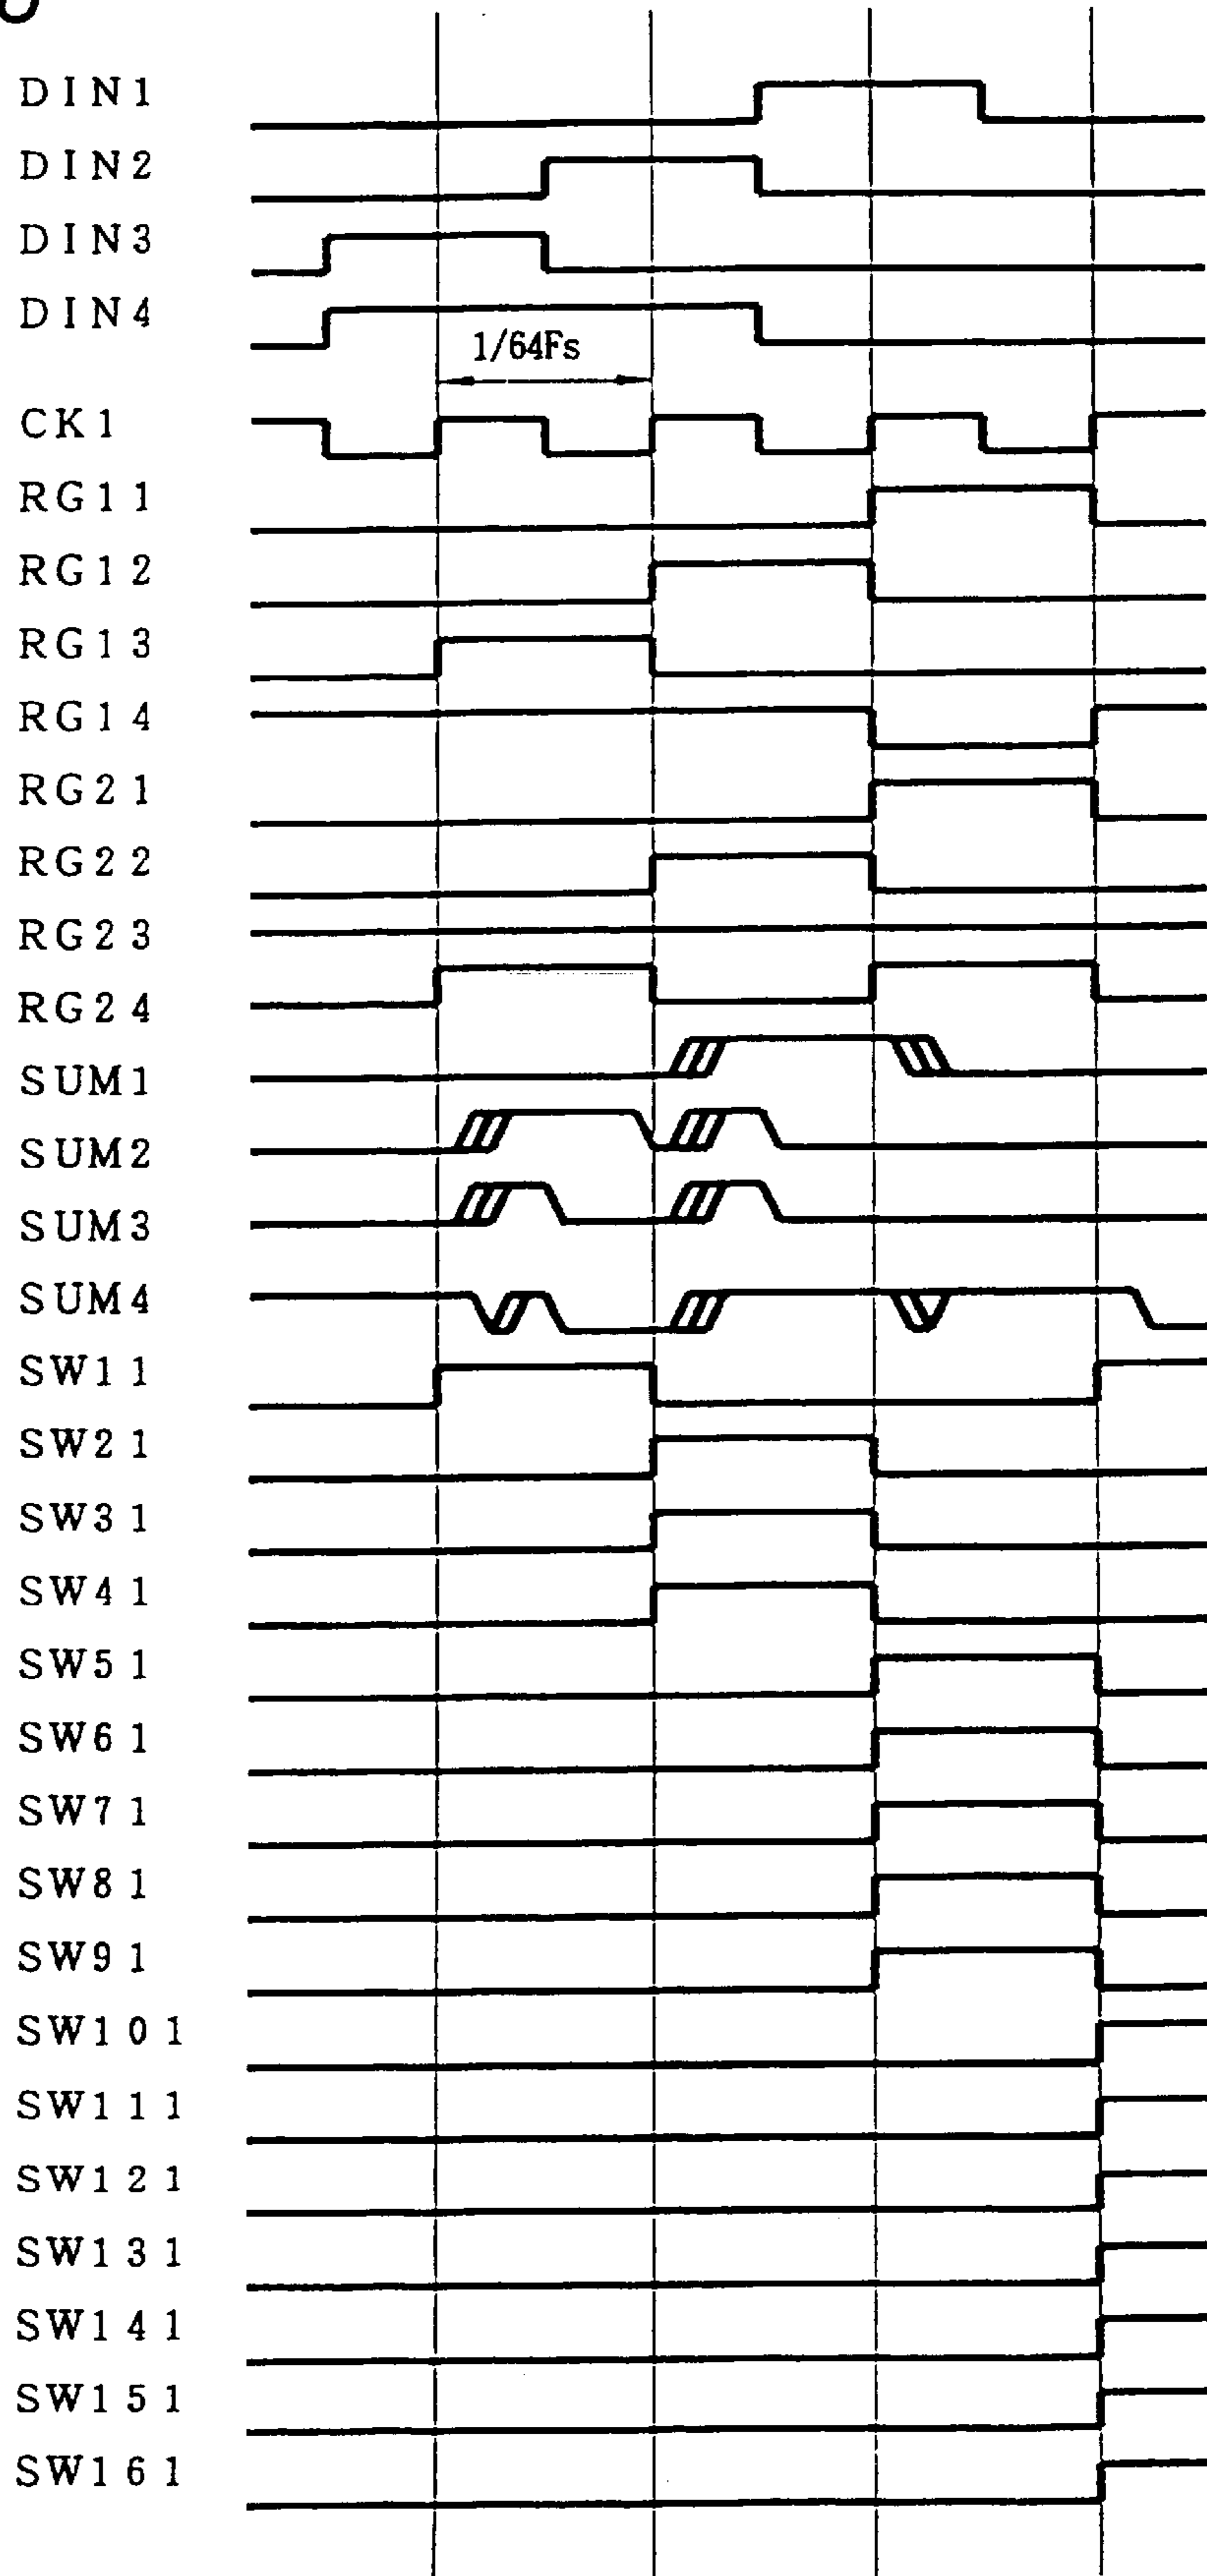 DIN1
DIN2
DIN3
DIN4
1/64Fs
CK1
RG11
RG12
RG13
RG14
RG21
RG22
RG23
RG24
SUM1
SUM2
SUM3
SUM4
SW11
SW21
SW31
SW41
SW51
SW61
SW71
SW81
SW91
SW101
SW111
SW121
SW131
SW141
SW151
SW161